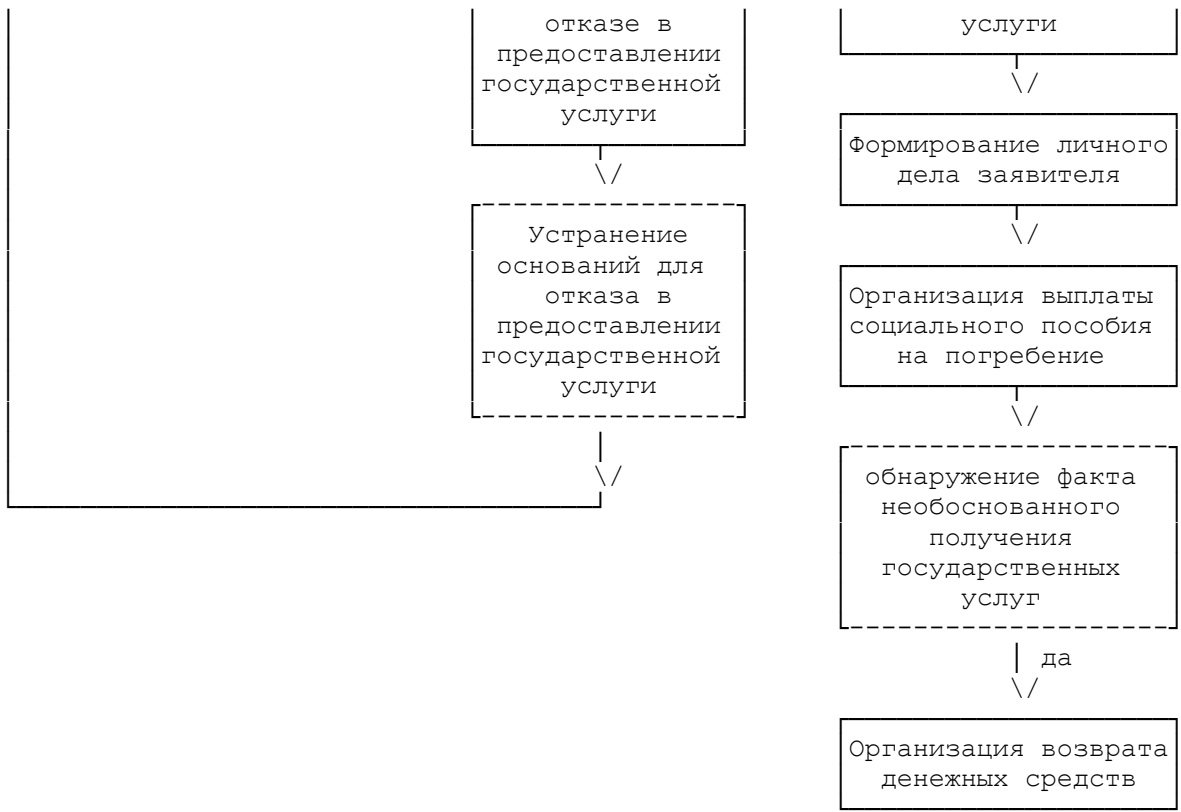 отказе в
предоставлении
государственной
услуги
Устранение
оснований для
отказа в
предоставлении
государственной
услуги
услуги
Формирование личного
дела заявителя
Организация выплаты
социального пособия
на погребение
обнаружение факта
необоснованного
получения
государственных
услуг
да
Организация возврата
денежных средств